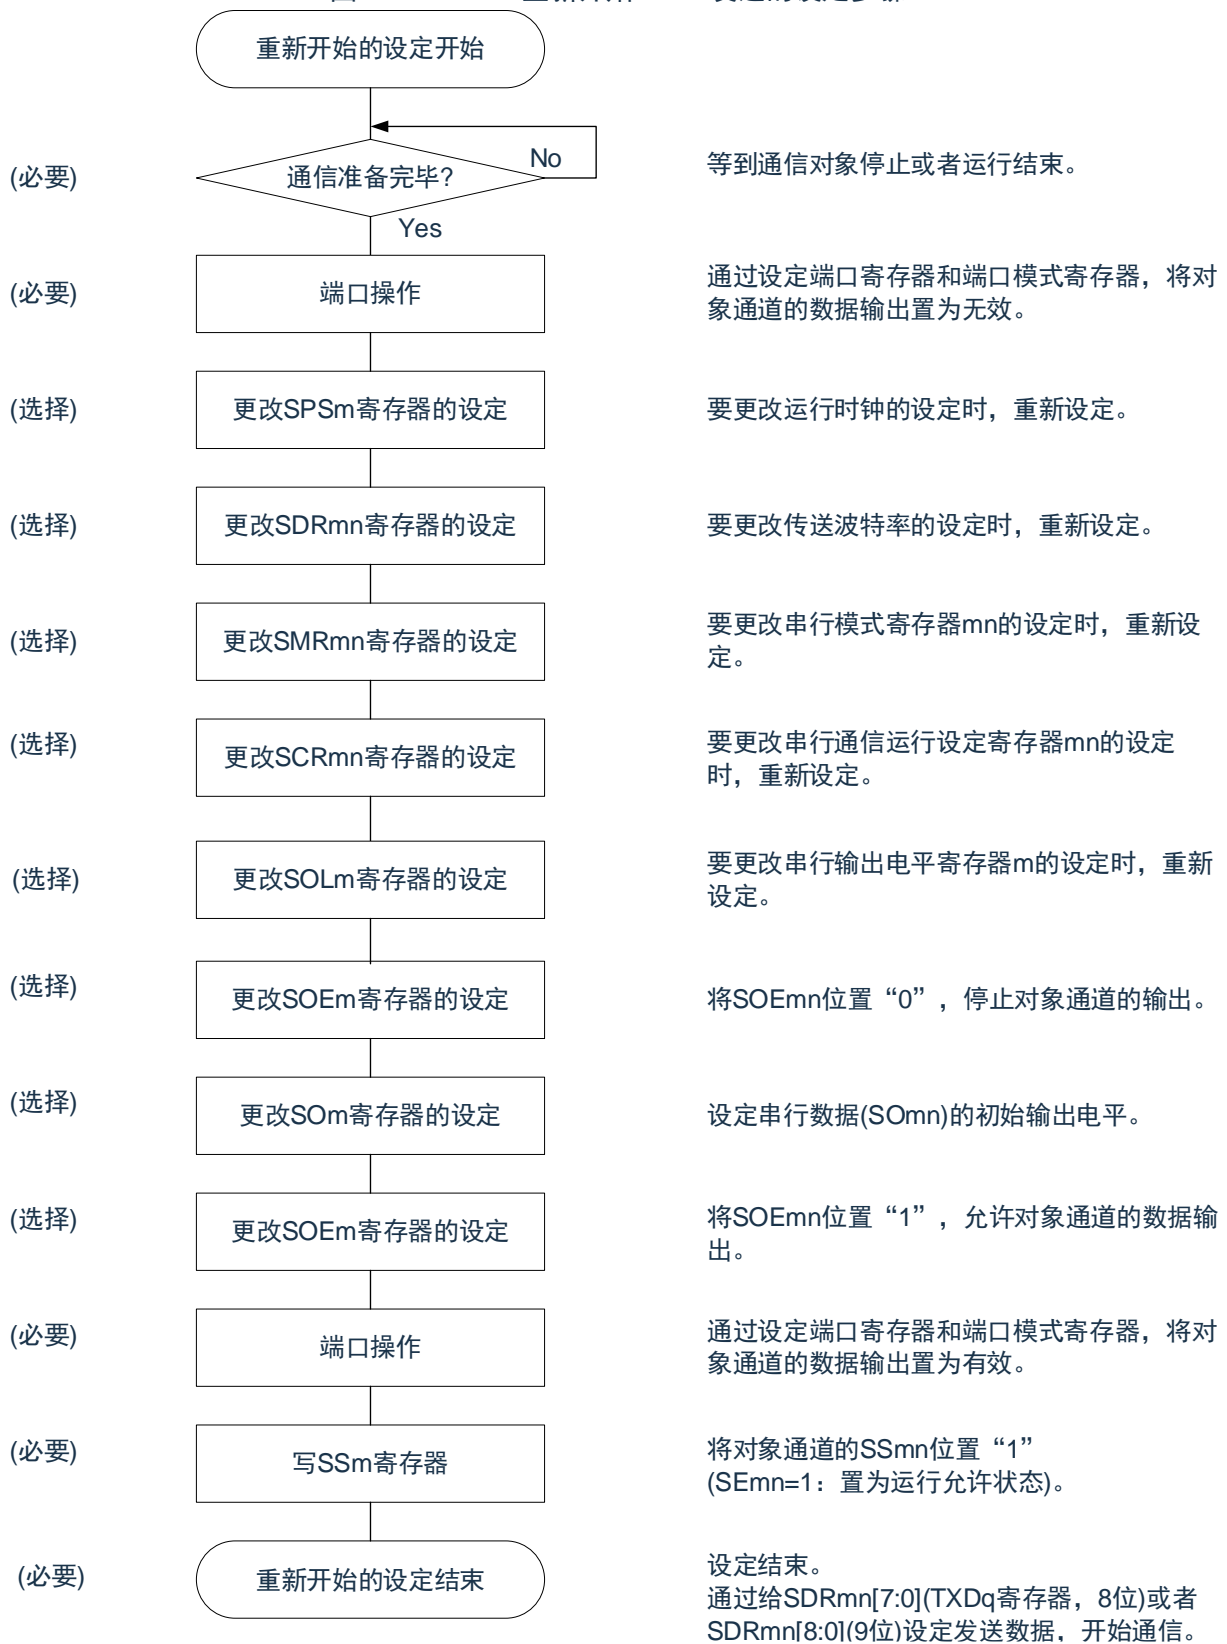 重新开始的设定开始
(必要)
通信准备完毕?
No
等到通信对象停止或者运行结束。
Yes
(必要)
端口操作
通过设定端口寄存器和端口模式寄存器，将对
象通道的数据输出置为无效。
(选择)
更改SPSm寄存器的设定
要更改运行时钟的设定时，重新设定。
(选择)
更改SDRmn寄存器的设定
要更改传送波特率的设定时，重新设定。
(选择)
更改SMRmn寄存器的设定
要更改串行模式寄存器mn的设定时，重新设
定。
(选择)
更改SCRmn寄存器的设定
要更改串行通信运行设定寄存器mn的设定
时，重新设定。
(选择)
更改SOLm寄存器的设定
要更改串行输出电平寄存器m的设定时，重新
设定。
(选择)
更改SOEm寄存器的设定
将SOEmn位置“0”，停止对象通道的输出。
(选择)
更改SOm寄存器的设定
设定串行数据(SOmn)的初始输出电平。
(选择)
更改SOEm寄存器的设定
将SOEmn位置“1”，允许对象通道的数据输
出。
(必要)
端口操作
通过设定端口寄存器和端口模式寄存器，将对
象通道的数据输出置为有效。
(必要)
写SSm寄存器
将对象通道的SSmn位置“1”
(SEmn=1：置为运行允许状态)。
(必要)
重新开始的设定结束
设定结束。
通过给SDRmn[7:0](TXDq寄存器，8位)或者
SDRmn[8:0](9位)设定发送数据，开始通信。